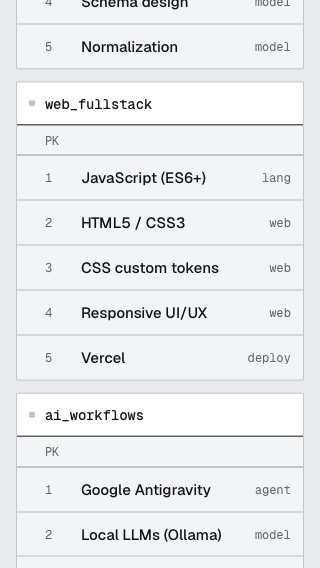 4 Schema design model
5 Normalization model
web_fullstack
PK
1 JavaScript (ES6+) lang
2 HTML5 / CSS3 web
3 CSS custom tokens web
4 Responsive UI/UX web
5 Vercel deploy
ai_workflows
PK
1 Google Antigravity agent
2 Local LLMs (Ollama) model